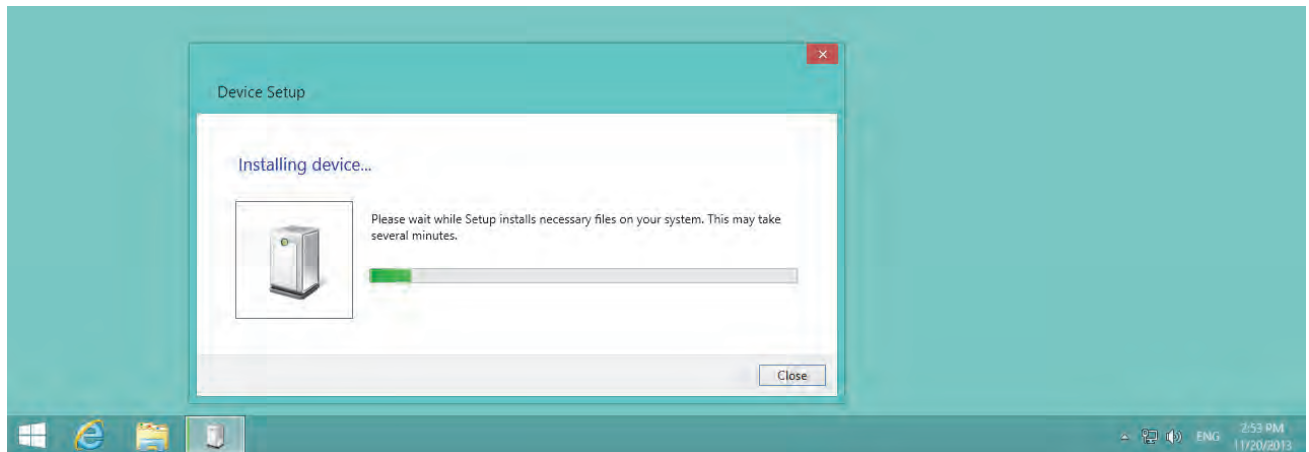 Device Setup
Installing device...
Please wait while Setup installs necessary files on your system. This may take
several minutes.
Close
ENG
2:53 PM
11/20/2013